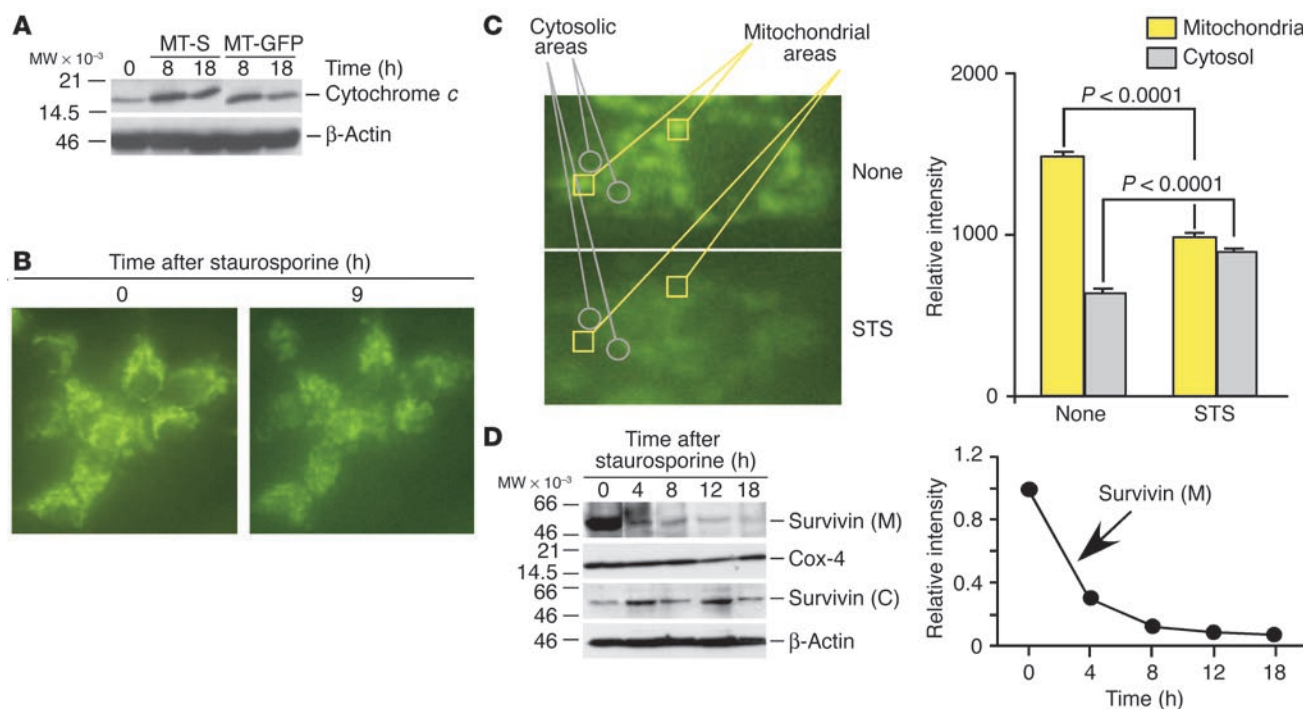 A
MT-S MT-GFP
MW × 10⁻³
0 8 18 8 18 Time (h)
21
14.5
Cytochrome c
46
β-Actin
B
Time after staurosporine (h)
0 9
C
Cytosolic areas
Mitochondrial areas
None
STS
Mitochondria
Cytosol
2000
1000
0
Relative intensity
P < 0.0001
P < 0.0001
None STS
D
Time after
staurosporine (h)
MW × 10⁻³
0 4 8 12 18
66
46
Survivin (M)
21
14.5
Cox-4
66
46
Survivin (C)
46
β-Actin
1.2
0.8
0.4
0
Relative intensity
Survivin (M)
0 4 8 12 18
Time (h)